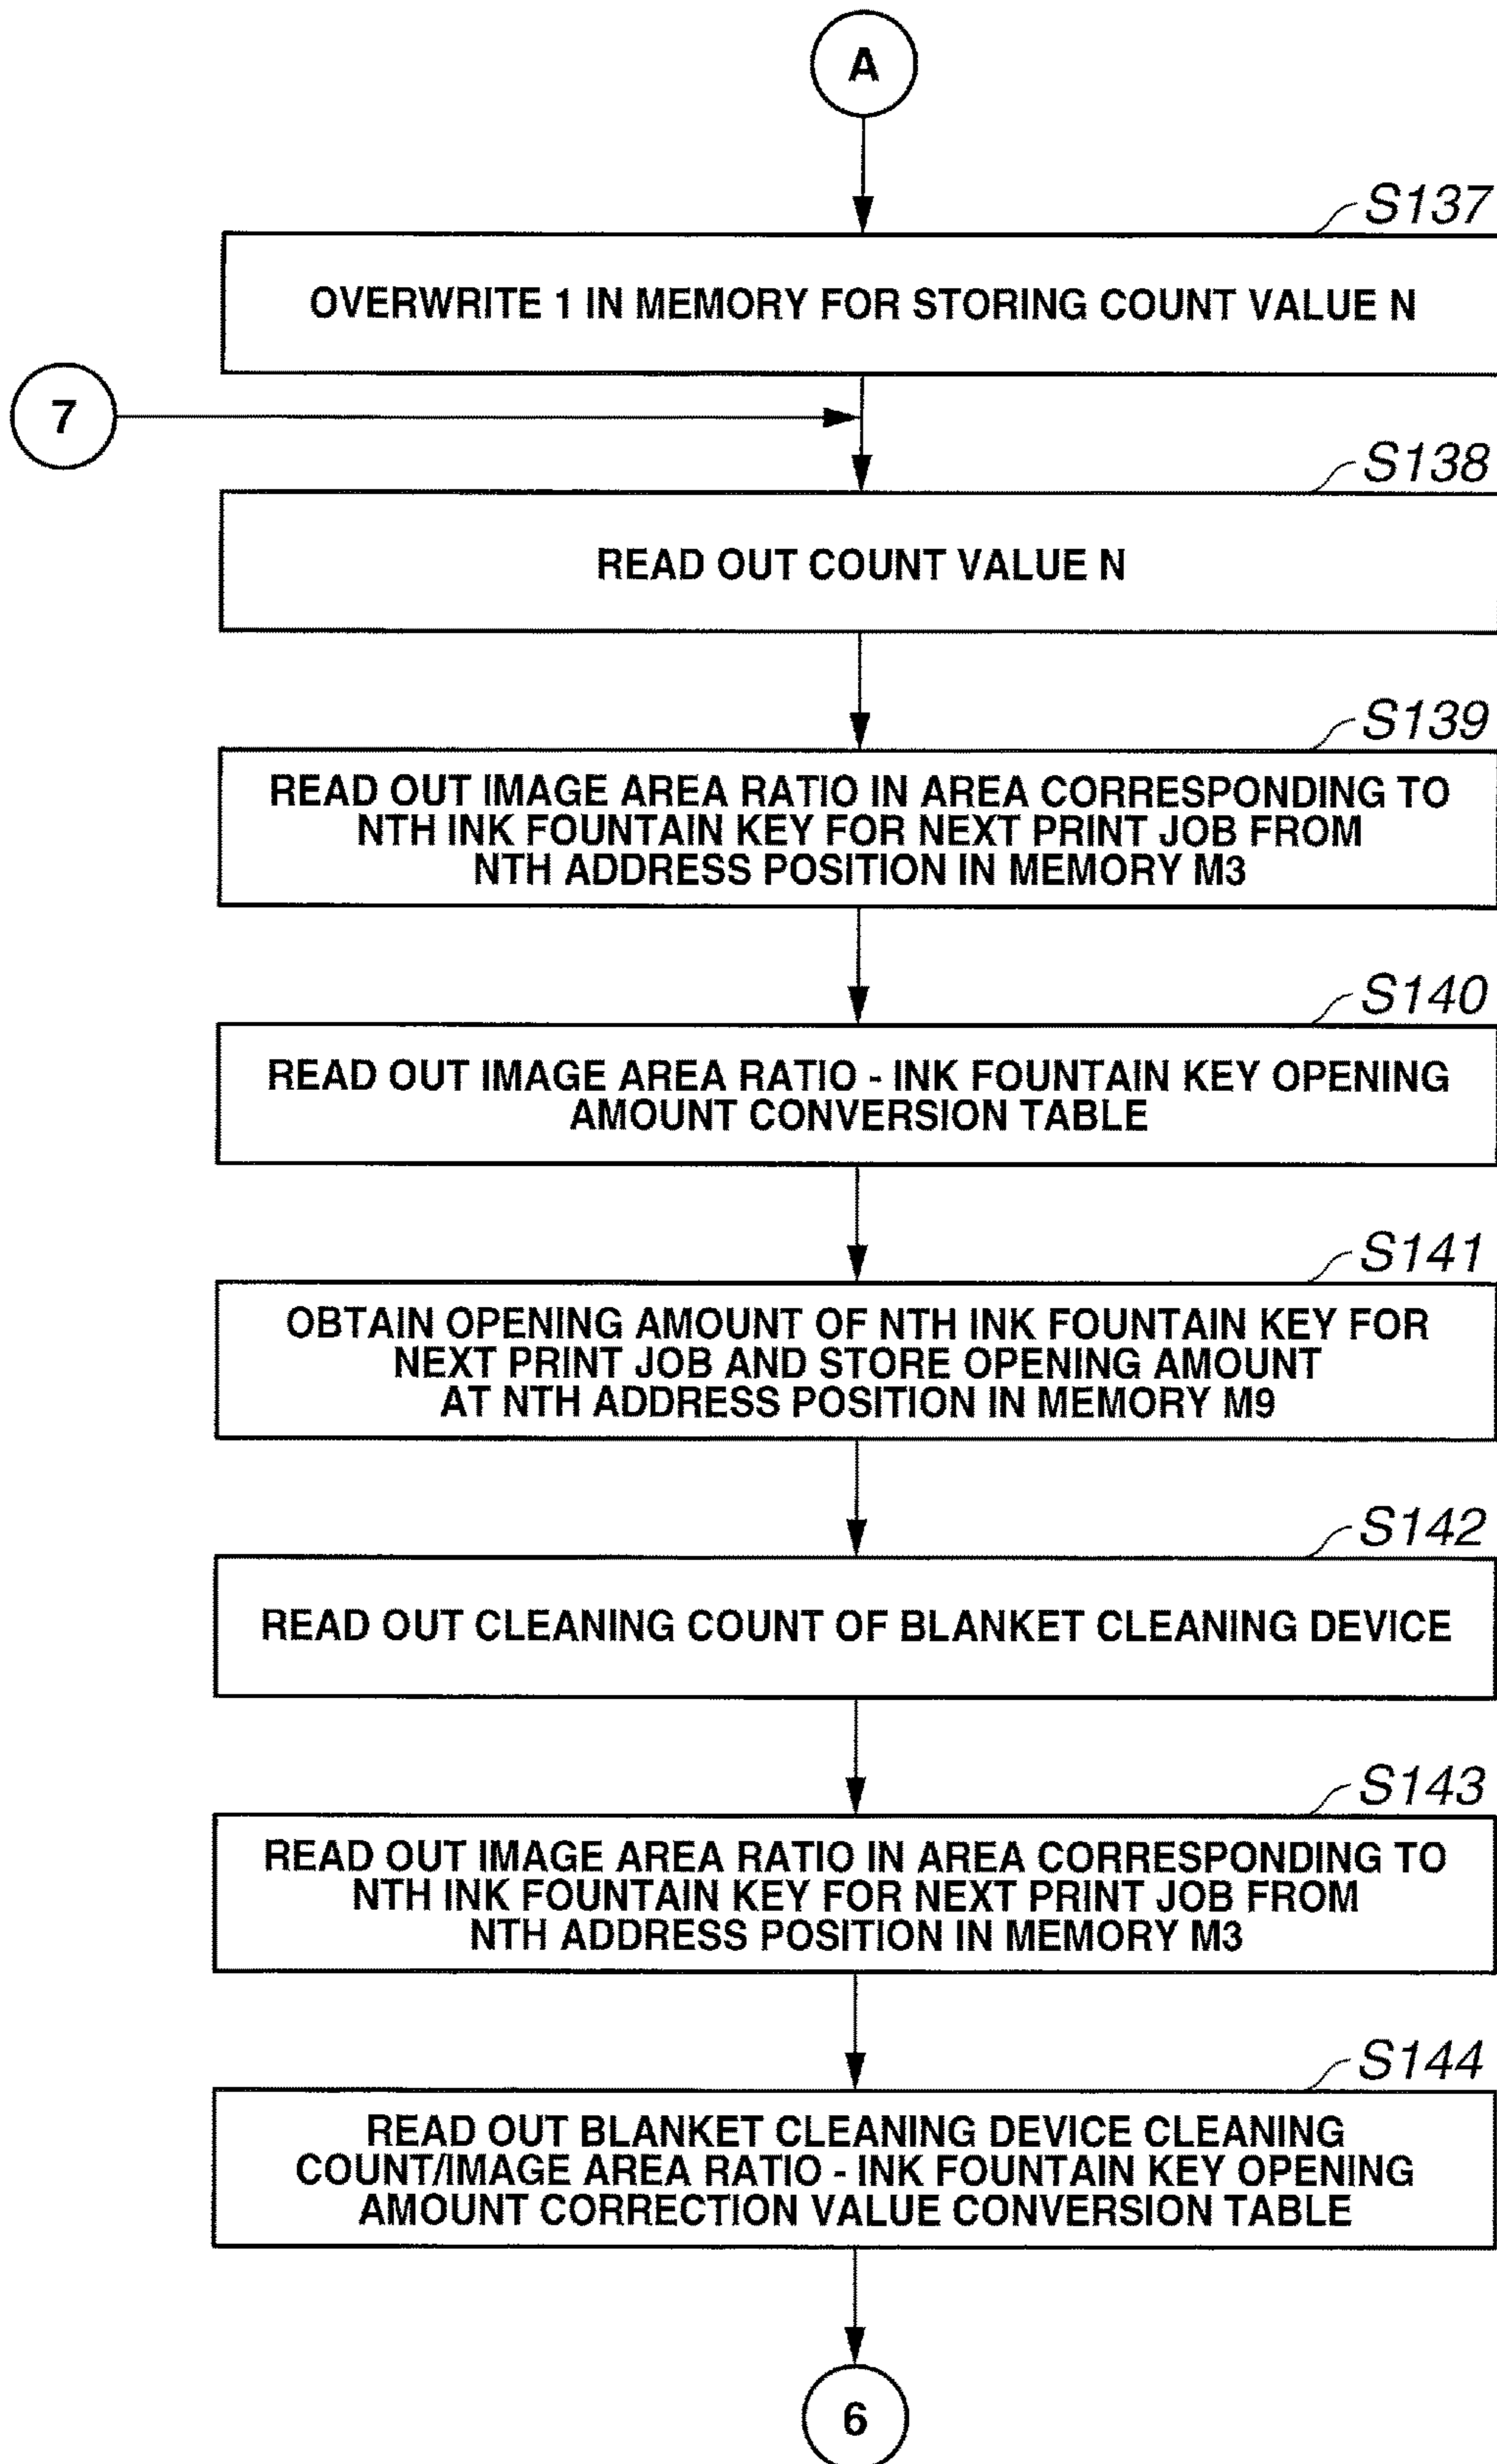 A
S137
OVERWRITE 1 IN MEMORY FOR STORING COUNT VALUE N
7
S138
READ OUT COUNT VALUE N
S139
READ OUT IMAGE AREA RATIO IN AREA CORRESPONDING TO
NTH INK FOUNTAIN KEY FOR NEXT PRINT JOB FROM
NTH ADDRESS POSITION IN MEMORY M3
S140
READ OUT IMAGE AREA RATIO - INK FOUNTAIN KEY OPENING
AMOUNT CONVERSION TABLE
S141
OBTAIN OPENING AMOUNT OF NTH INK FOUNTAIN KEY FOR
NEXT PRINT JOB AND STORE OPENING AMOUNT
AT NTH ADDRESS POSITION IN MEMORY M9
S142
READ OUT CLEANING COUNT OF BLANKET CLEANING DEVICE
S143
READ OUT IMAGE AREA RATIO IN AREA CORRESPONDING TO
NTH INK FOUNTAIN KEY FOR NEXT PRINT JOB FROM
NTH ADDRESS POSITION IN MEMORY M3
S144
READ OUT BLANKET CLEANING DEVICE CLEANING
COUNT/IMAGE AREA RATIO - INK FOUNTAIN KEY OPENING
AMOUNT CORRECTION VALUE CONVERSION TABLE
6